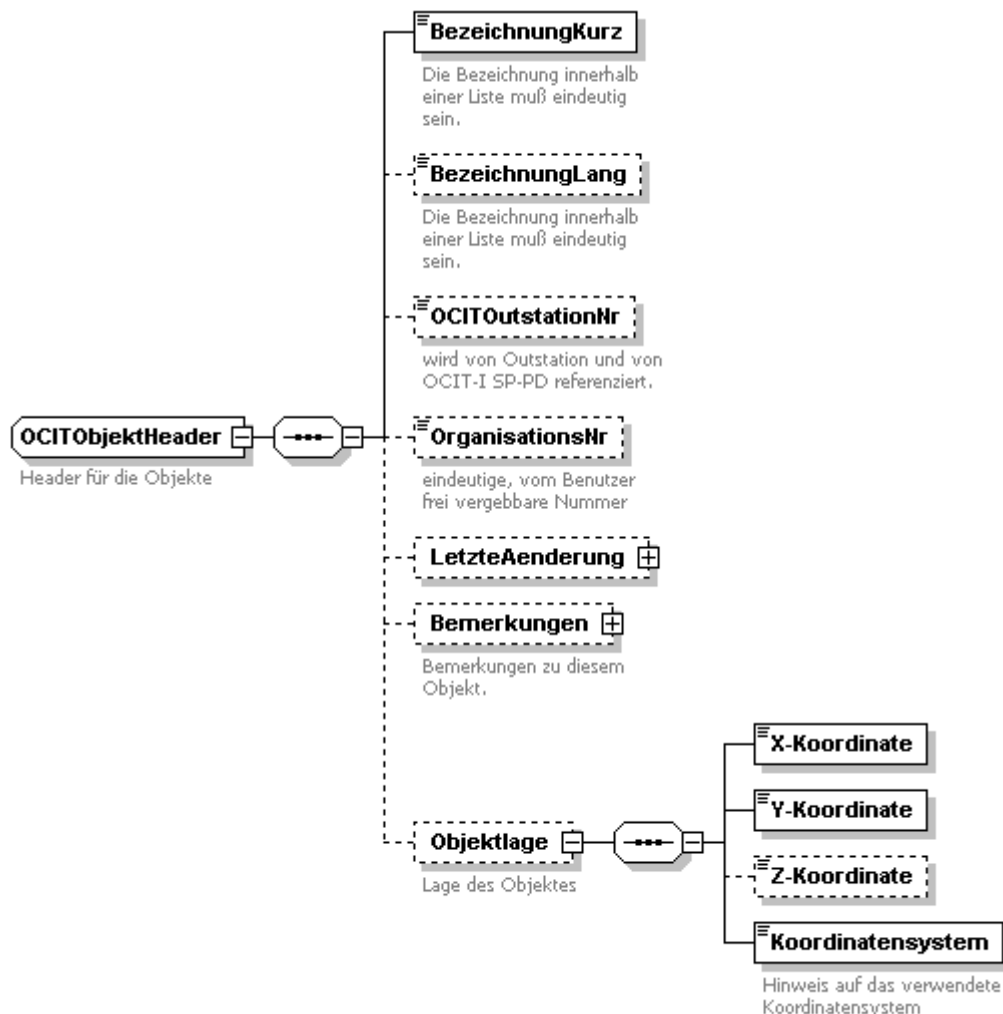 BezeichnungKurz
Die Bezeichnung innerhalb
einer Liste muß eindeutig
sein.
BezeichnungLang
Die Bezeichnung innerhalb
einer Liste muß eindeutig
sein.
OCITOutstationNr
wird von Outstation und von
OCIT-I SP-PD referenziert.
OCITObjektHeader
Header für die Objekte
OrganisationsNr
eindeutige, vom Benutzer
frei vergebbare Nummer
LetzteAenderung
Bemerkungen
Bemerkungen zu diesem
Objekt.
Objektlage
Lage des Objektes
X-Koordinate
Y-Koordinate
Z-Koordinate
Koordinatensystem
Hinweis auf das verwendete
Koordinatensystem